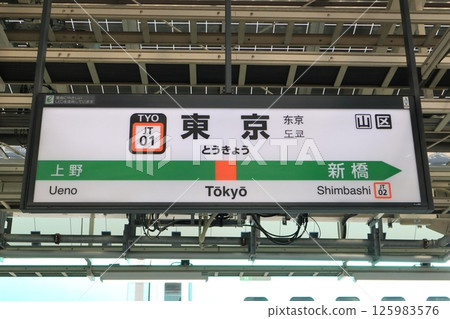 TYO
JT
01
東京
东京
도쿄
とうきょう
山区
上野
新橋
Ueno
Tōkyō
Shimbashi
JT
02
PIXTA
125983576